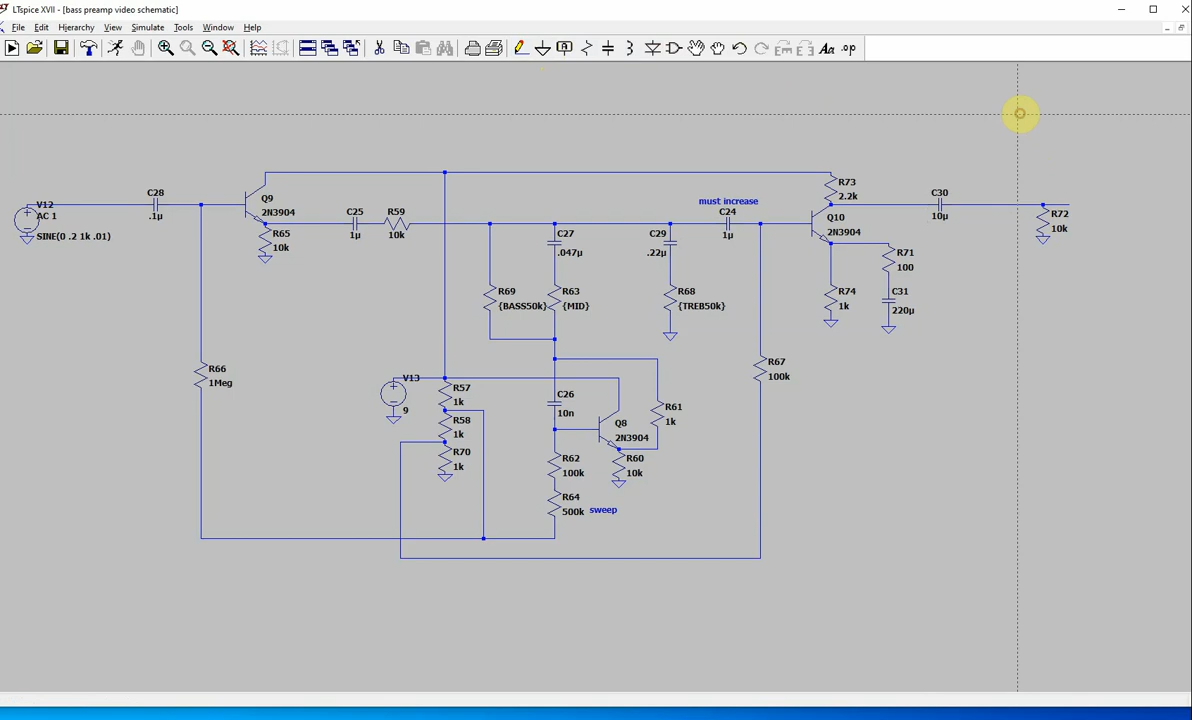 LTspice XVII - [bass preamp video schematic]
File Edit Hierarchy View Simulate Tools Window Help
Aa .op
V12
AC 1
SINE(0 .2 1k .01)
C28
.1µ
Q9
2N3904
R65
10k
C25
1µ
R59
10k
C27
.047µ
C29
.22µ
must increase
C24
1µ
R73
2.2k
Q10
2N3904
C30
10µ
R72
10k
R71
100
C31
220µ
R74
1k
R69
{BASS50k}
R63
{MID}
R68
{TREB50k}
R66
1Meg
R67
100k
V13
9
R57
1k
R58
1k
R70
1k
C26
10n
Q8
2N3904
R61
1k
R62
100k
R60
10k
R64
500k
sweep